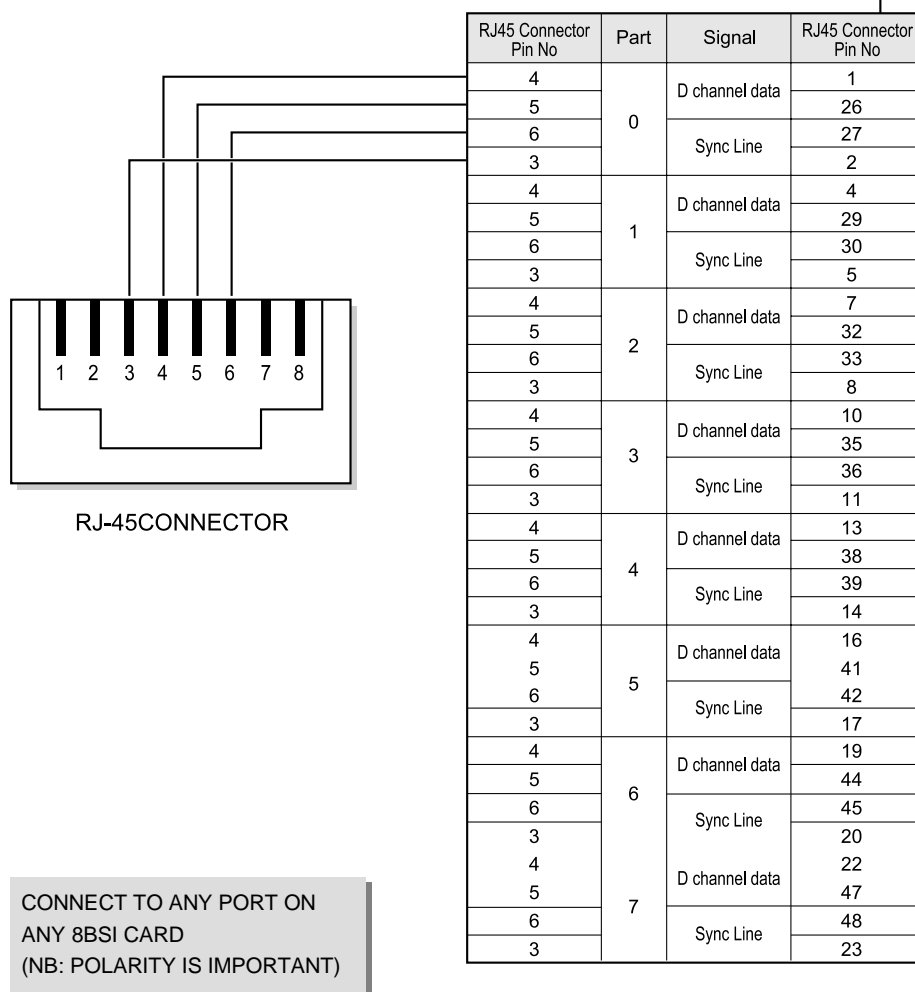 RJ45 Connector Pin No | Part | Signal | RJ45 Connector Pin No
4 | 0 | D channel data | 1
5 | 26
6 | Sync Line | 27
3 | 2
4 | 1 | D channel data | 4
5 | 29
6 | Sync Line | 30
3 | 5
4 | 2 | D channel data | 7
5 | 32
6 | Sync Line | 33
3 | 8
4 | 3 | D channel data | 10
5 | 35
6 | Sync Line | 36
3 | 11
4 | 4 | D channel data | 13
5 | 38
6 | Sync Line | 39
3 | 14
4 | 5 | D channel data | 16
5 | 41
6 | Sync Line | 42
3 | 17
4 | 6 | D channel data | 19
5 | 44
6 | Sync Line | 45
3 | 20
4 | 7 | D channel data | 22
5 | 47
6 | Sync Line | 48
3 | 23
1 2 3 4 5 6 7 8
RJ-45CONNECTOR
CONNECT TO ANY PORT ON
ANY 8BSI CARD
(NB: POLARITY IS IMPORTANT)